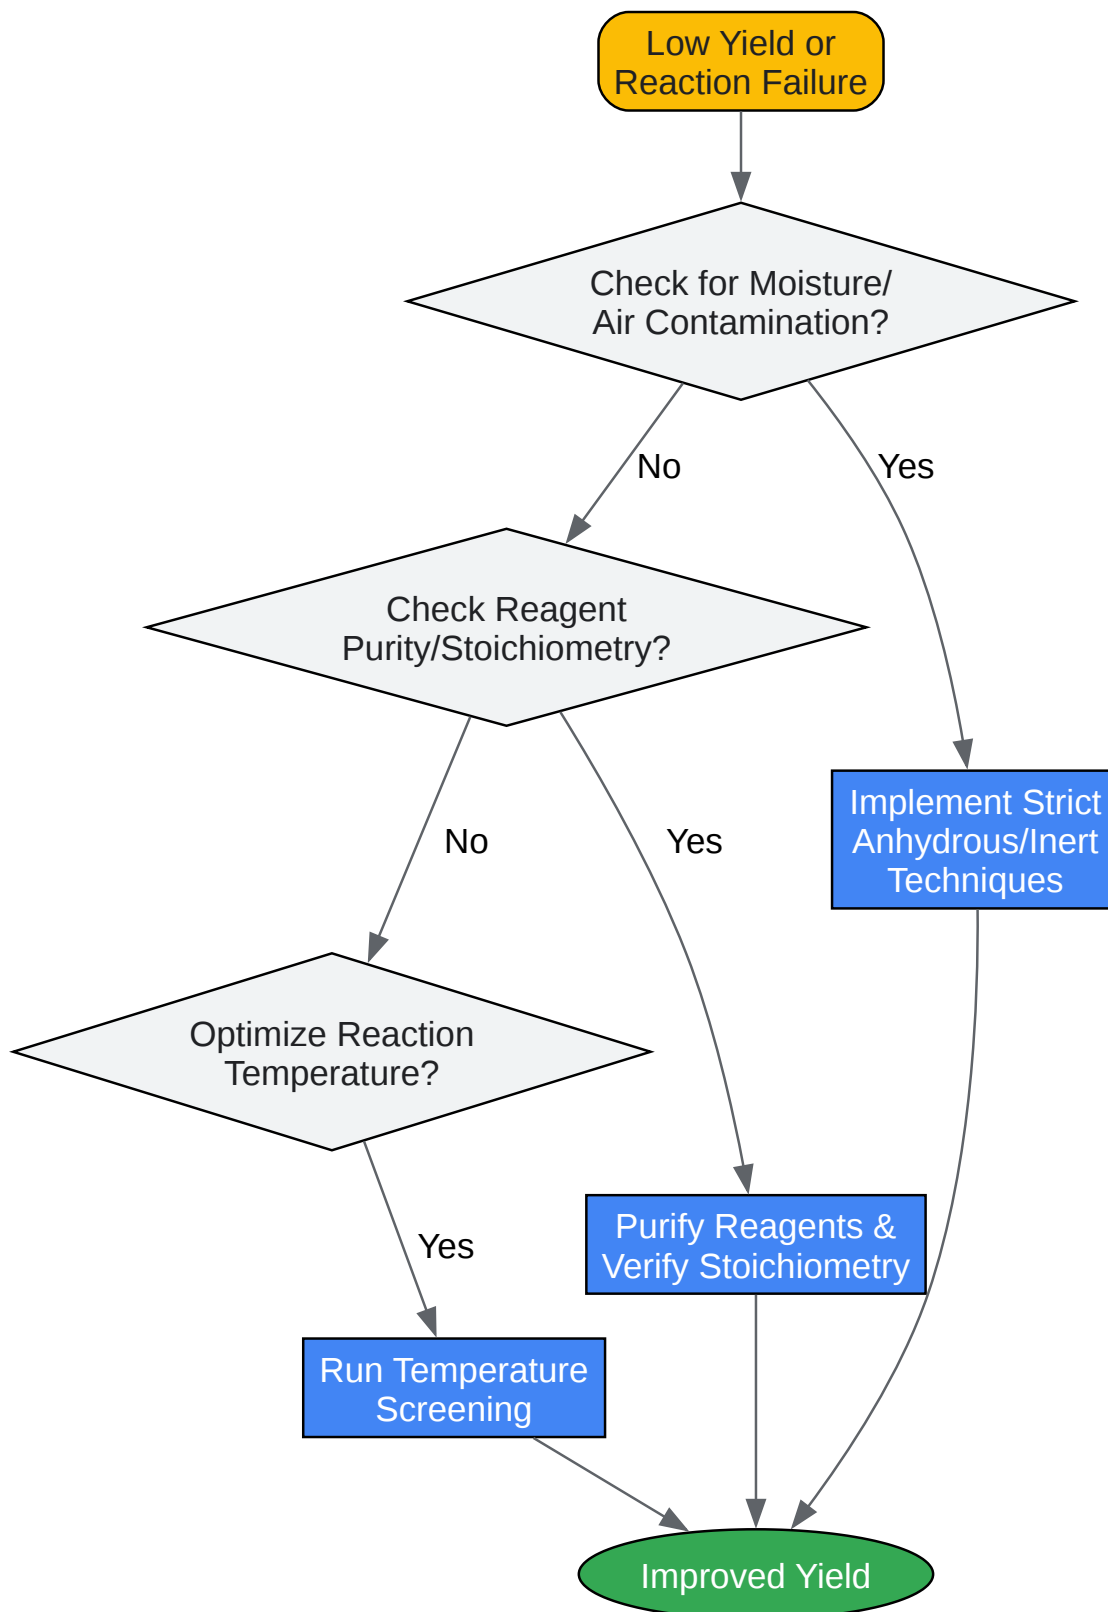 Low Yield or
Reaction Failure
Check for Moisture/
Air Contamination?
No
Yes
Check Reagent
Purity/Stoichiometry?
Implement Strict
Anhydrous/Inert
Techniques
No
Yes
Optimize Reaction
Temperature?
Purify Reagents &
Verify Stoichiometry
Yes
Run Temperature
Screening
Improved Yield